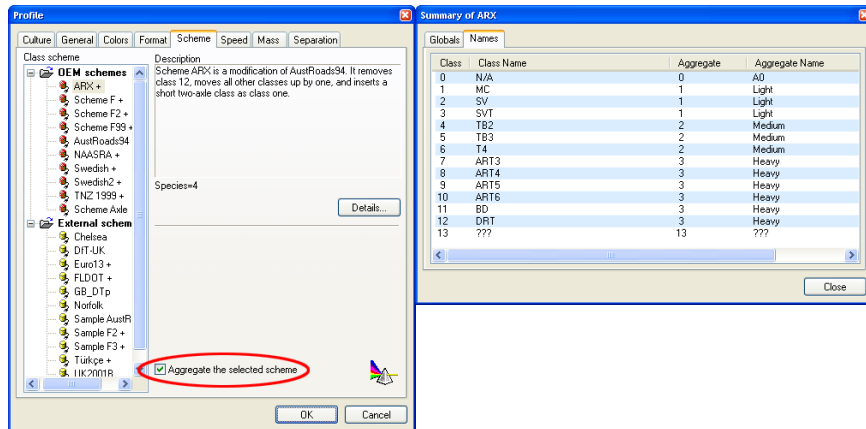 Profile
Culture General Colors Format Scheme Speed Mass Separation
Class scheme
OEM schemes
ARX +
Scheme F +
Scheme F2 +
Scheme F99 +
AustRoads94
NAASRA +
Swedish +
Swedish2 +
TNZ 1999 +
Scheme Axle
External schem
Chelsea
DfT-UK
Euro13 +
FLDOT +
GB_DTp
Norfolk
Sample AustR
Sample F2 +
Sample F3 +
Türkçe +
UK2001B
Description
Scheme ARX is a modification of AustRoads94. It removes
class 12, moves all other classes up by one, and inserts a
short two-axle class as class one.
Species=4
Details...
Aggregate the selected scheme
OK Cancel
Summary of ARX
Globals Names
Class Class Name Aggregate Aggregate Name
0 N/A 0 A0
1 MC 1 Light
2 SV 1 Light
3 SVT 1 Light
4 TB2 2 Medium
5 TB3 2 Medium
6 T4 2 Medium
7 ART3 3 Heavy
8 ART4 3 Heavy
9 ART5 3 Heavy
10 ART6 3 Heavy
11 BD 3 Heavy
12 DRT 3 Heavy
13 ??? 13 ???
Close